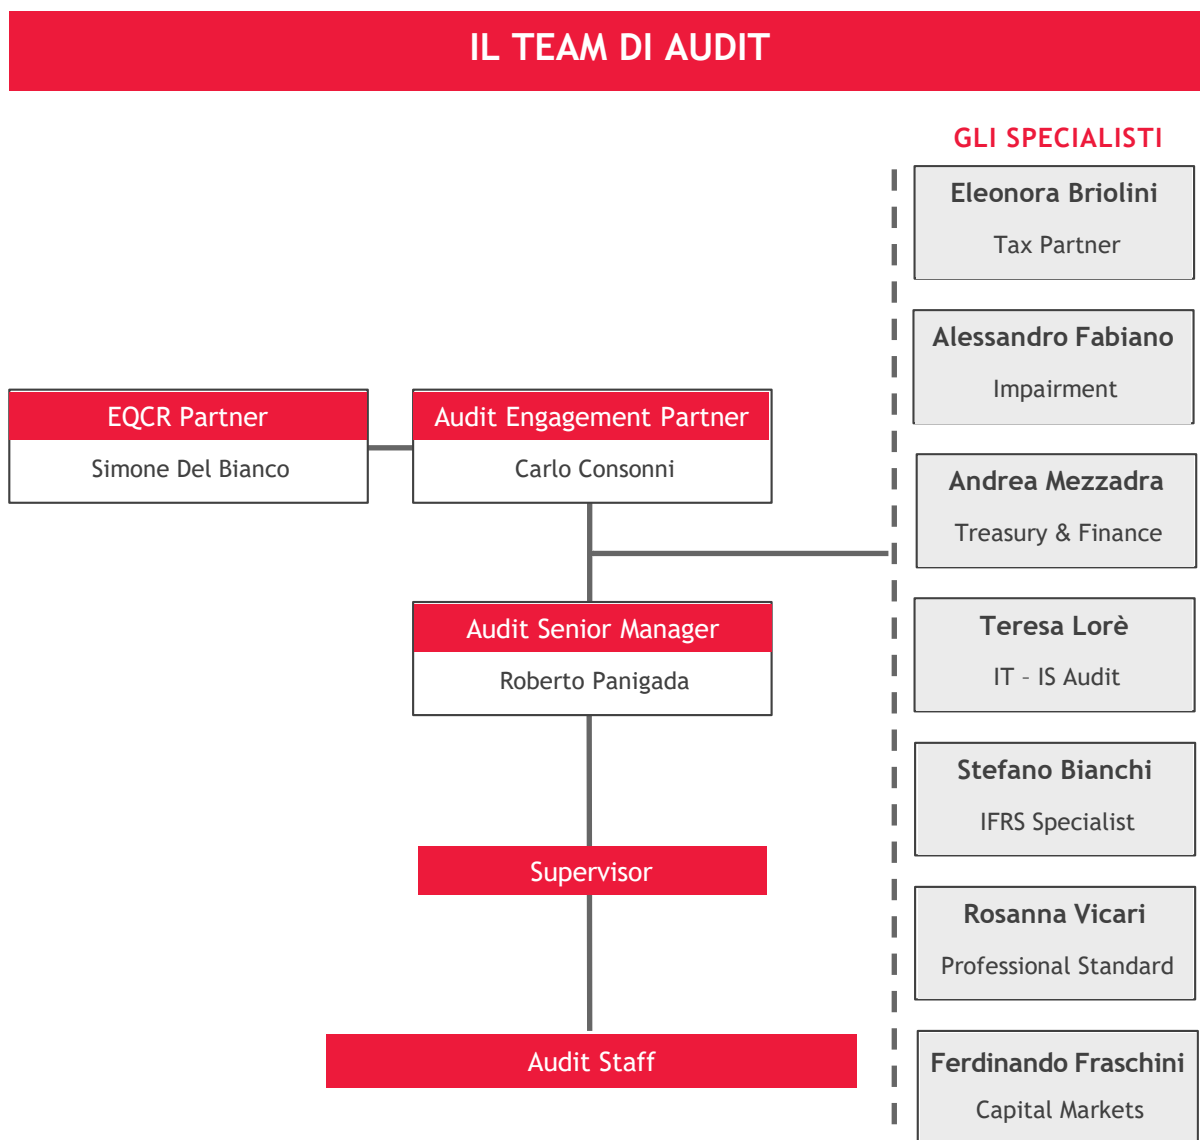 IL TEAM DI AUDIT
GLI SPECIALISTI
Eleonora Briolini
Tax Partner
Alessandro Fabiano
Impairment
EQCR Partner
Simone Del Bianco
Audit Engagement Partner
Carlo Consonni
Andrea Mezzadra
Treasury & Finance
Audit Senior Manager
Roberto Panigada
Teresa Lorè
IT – IS Audit
Stefano Bianchi
IFRS Specialist
Supervisor
Rosanna Vicari
Professional Standard
Audit Staff
Ferdinando Fraschini
Capital Markets